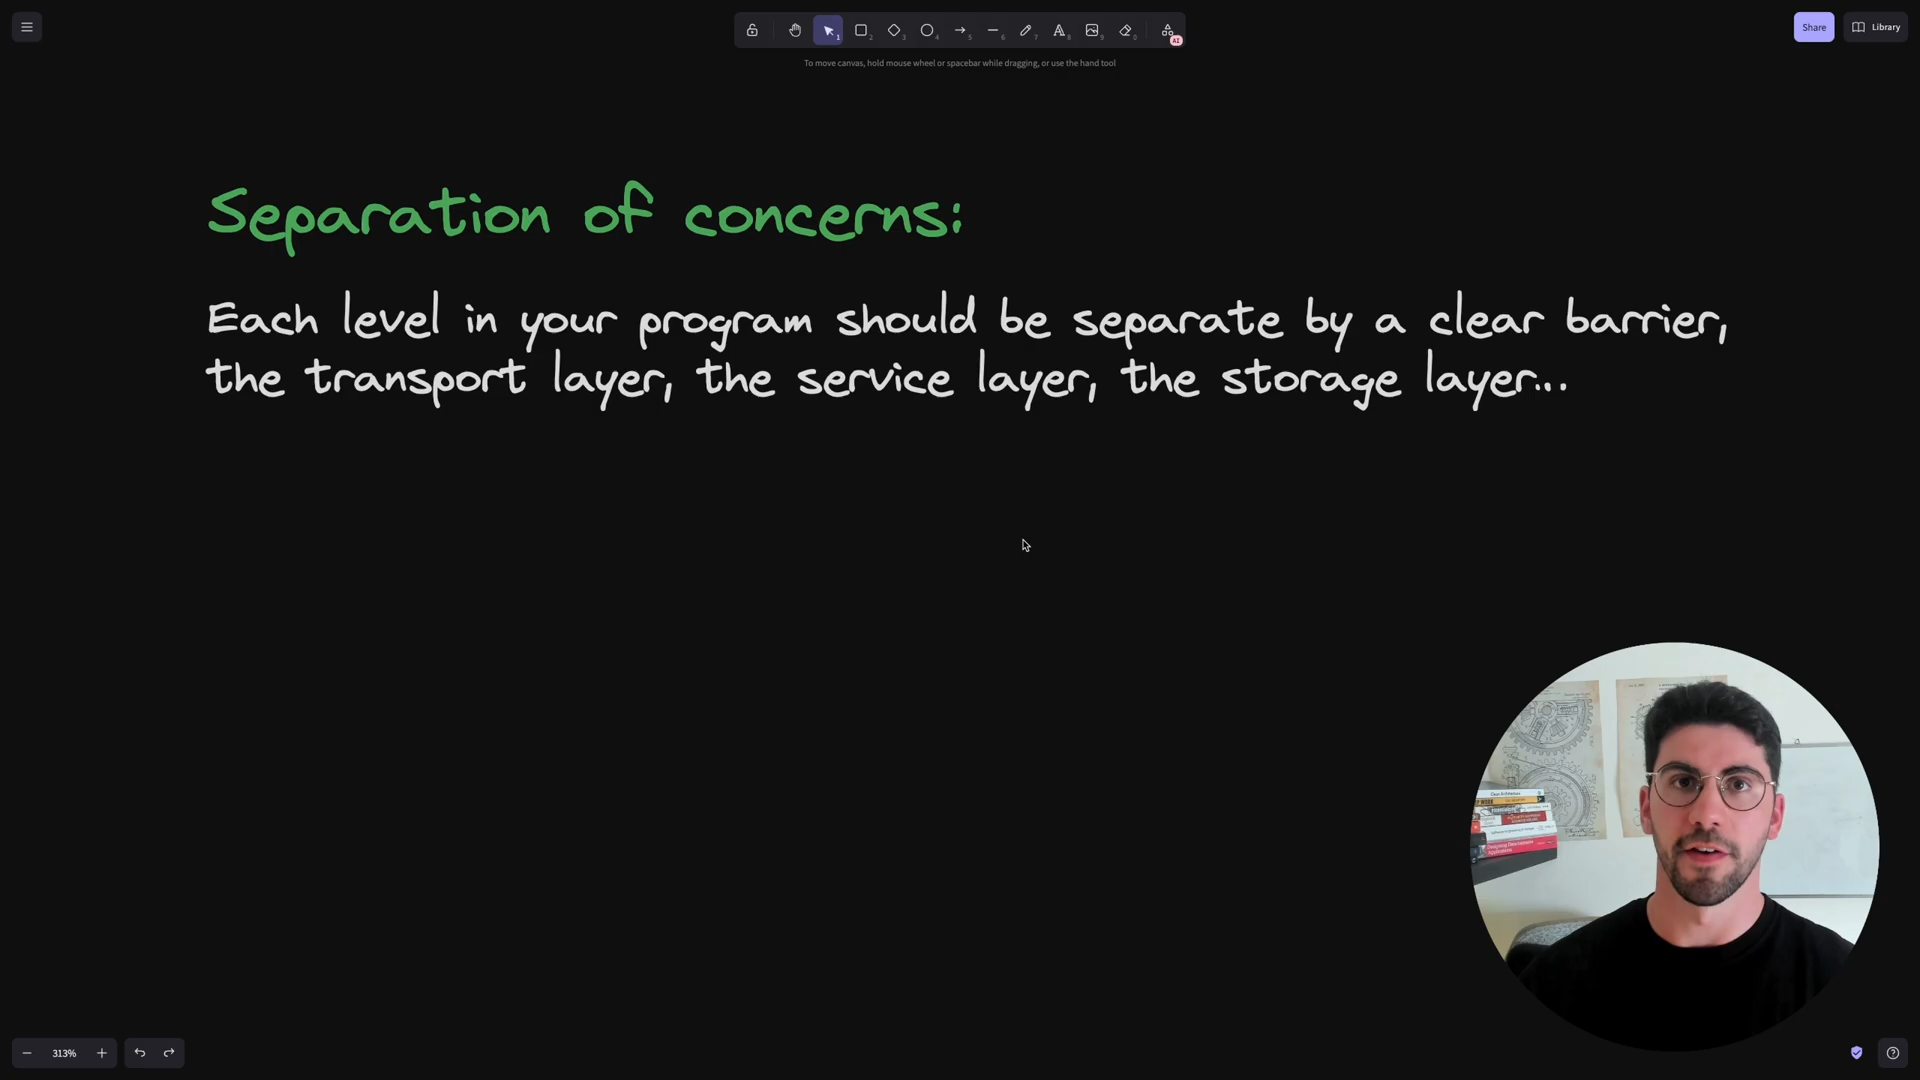 Share
Library
To move canvas, hold mouse wheel or spacebar while dragging, or use the hand tool
Separation of concerns:
Each level in your program should be separate by a clear barrier,
the transport layer, the service layer, the storage layer...
Clean Architecture
313%